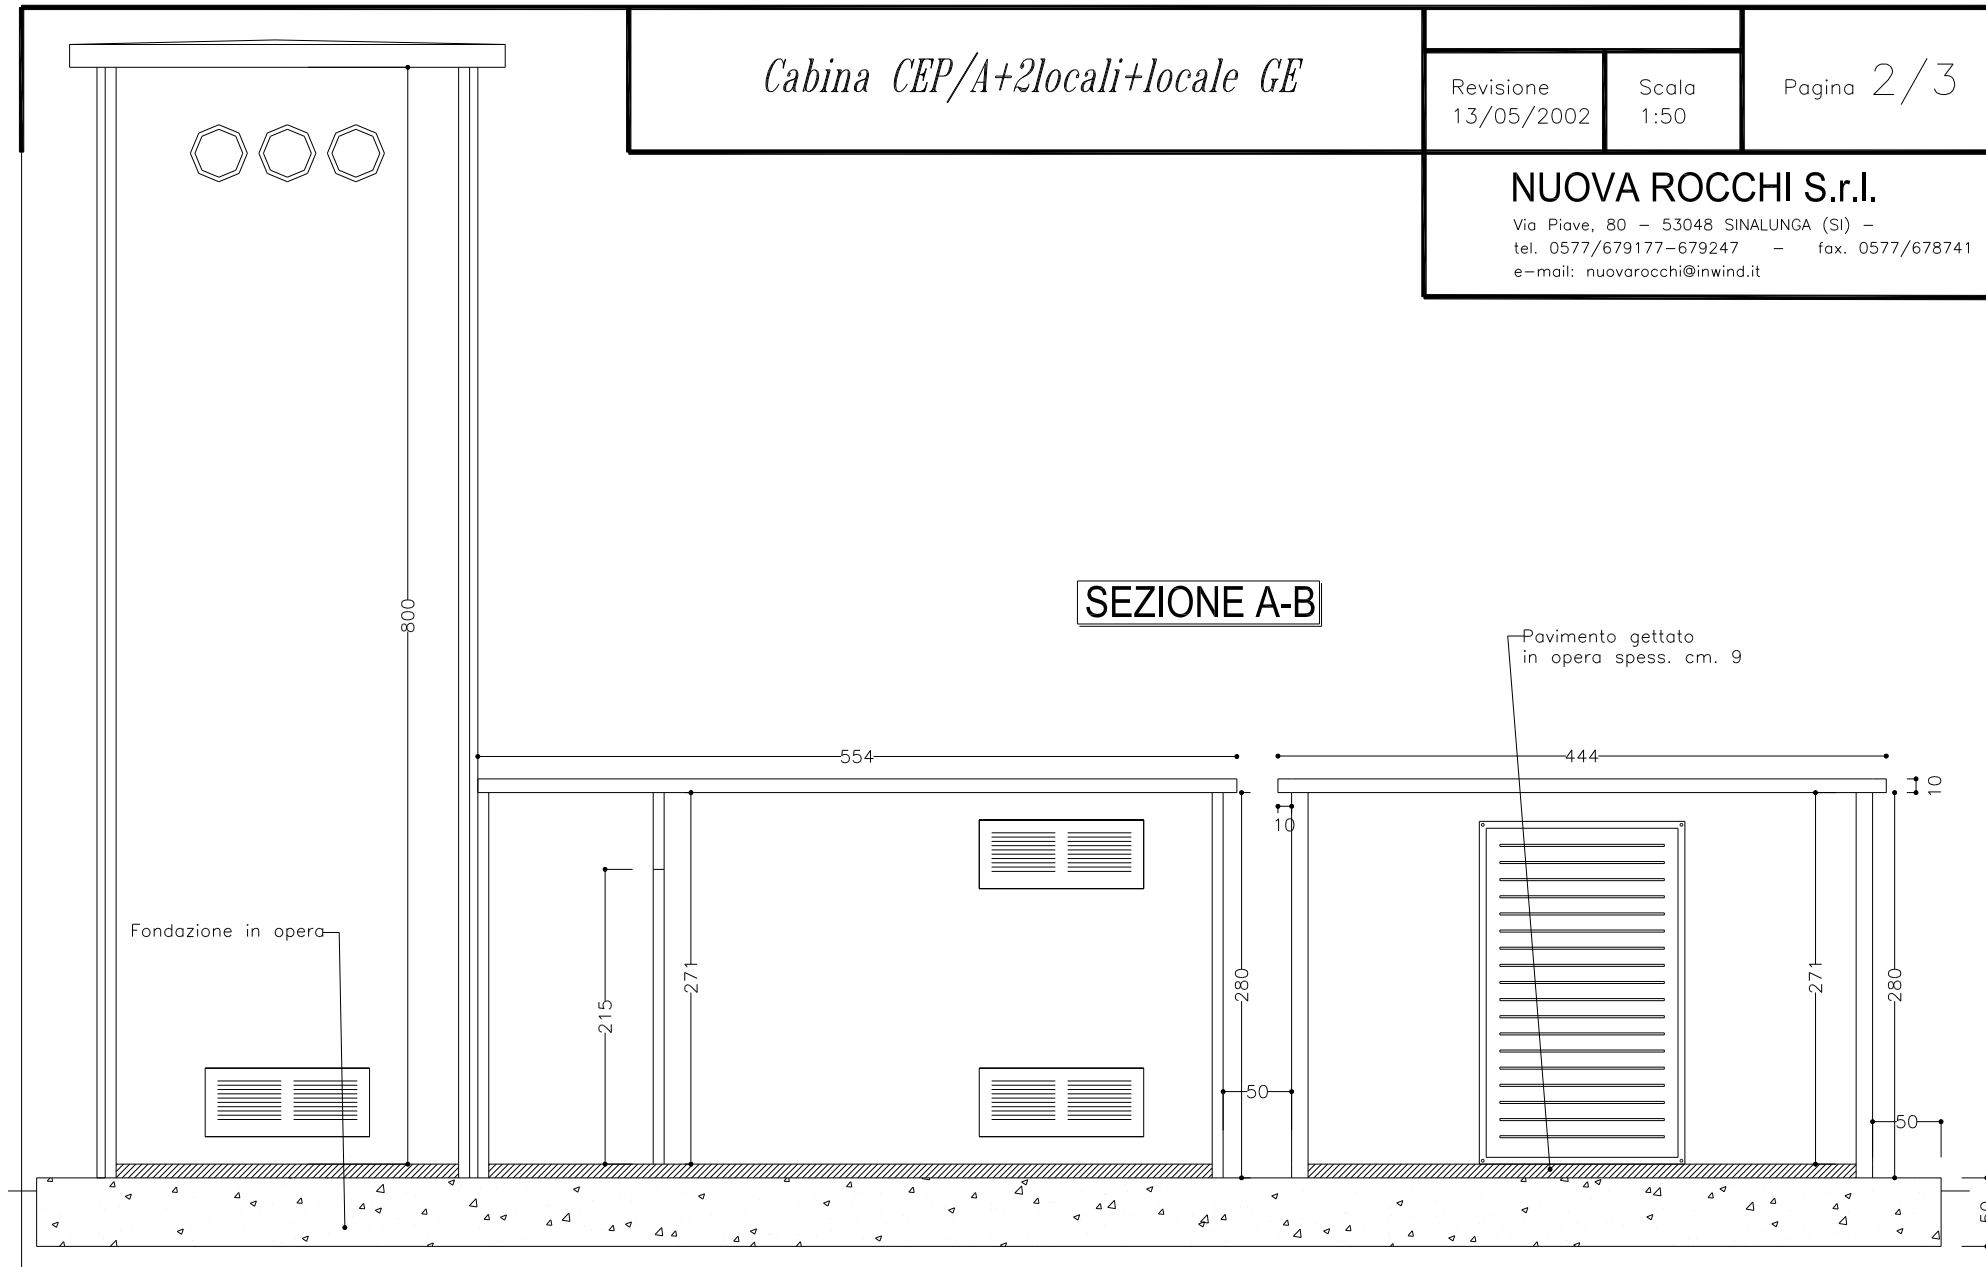 Cabina CEP/A+2locali+locale GE
Revisione
13/05/2002
Scala
1:50
Pagina 2/3
NUOVA ROCCHI S.r.l.
Via Piave, 80 - 53048 SINALUNGA (SI) -
tel. 0577/679177-679247 - fax. 0577/678741
e-mail: nuovarocchi@inwind.it
800
SEZIONE A-B
Pavimento gettato
in opera spess. cm. 9
554
444
10
10
Fondazione in opera
215
271
280
271
280
50
50
50